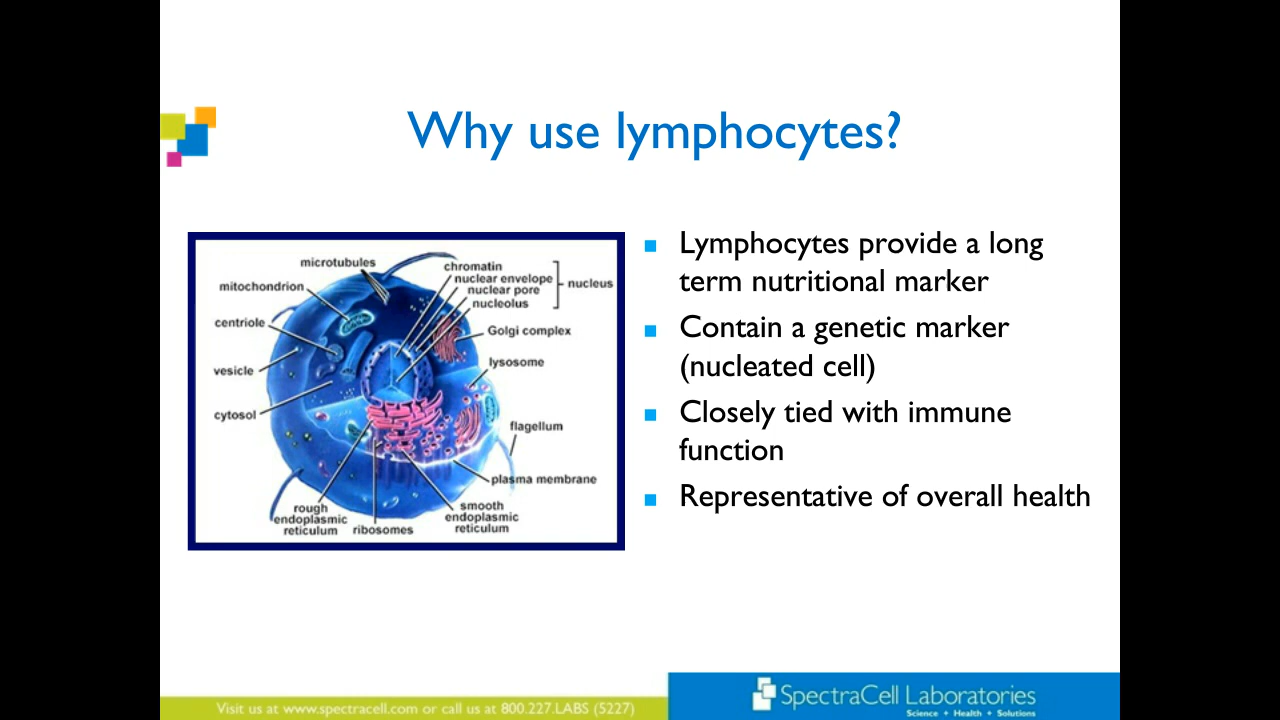 Why use lymphocytes?
microtubules
mitochondrion
centriole
vesicle
cytosol
chromatin
nuclear envelope
nuclear pore
nucleolus
nucleus
Golgi complex
lysosome
flagellum
plasma membrane
rough
endoplasmic
reticulum
ribosomes
smooth
endoplasmic
reticulum
Lymphocytes provide a long
term nutritional marker
Contain a genetic marker
(nucleated cell)
Closely tied with immune
function
Representative of overall health
Visit us at www.spectracell.com or call us at 800.227.LABS (5227)
SpectraCell Laboratories
Science + Health + Solutions